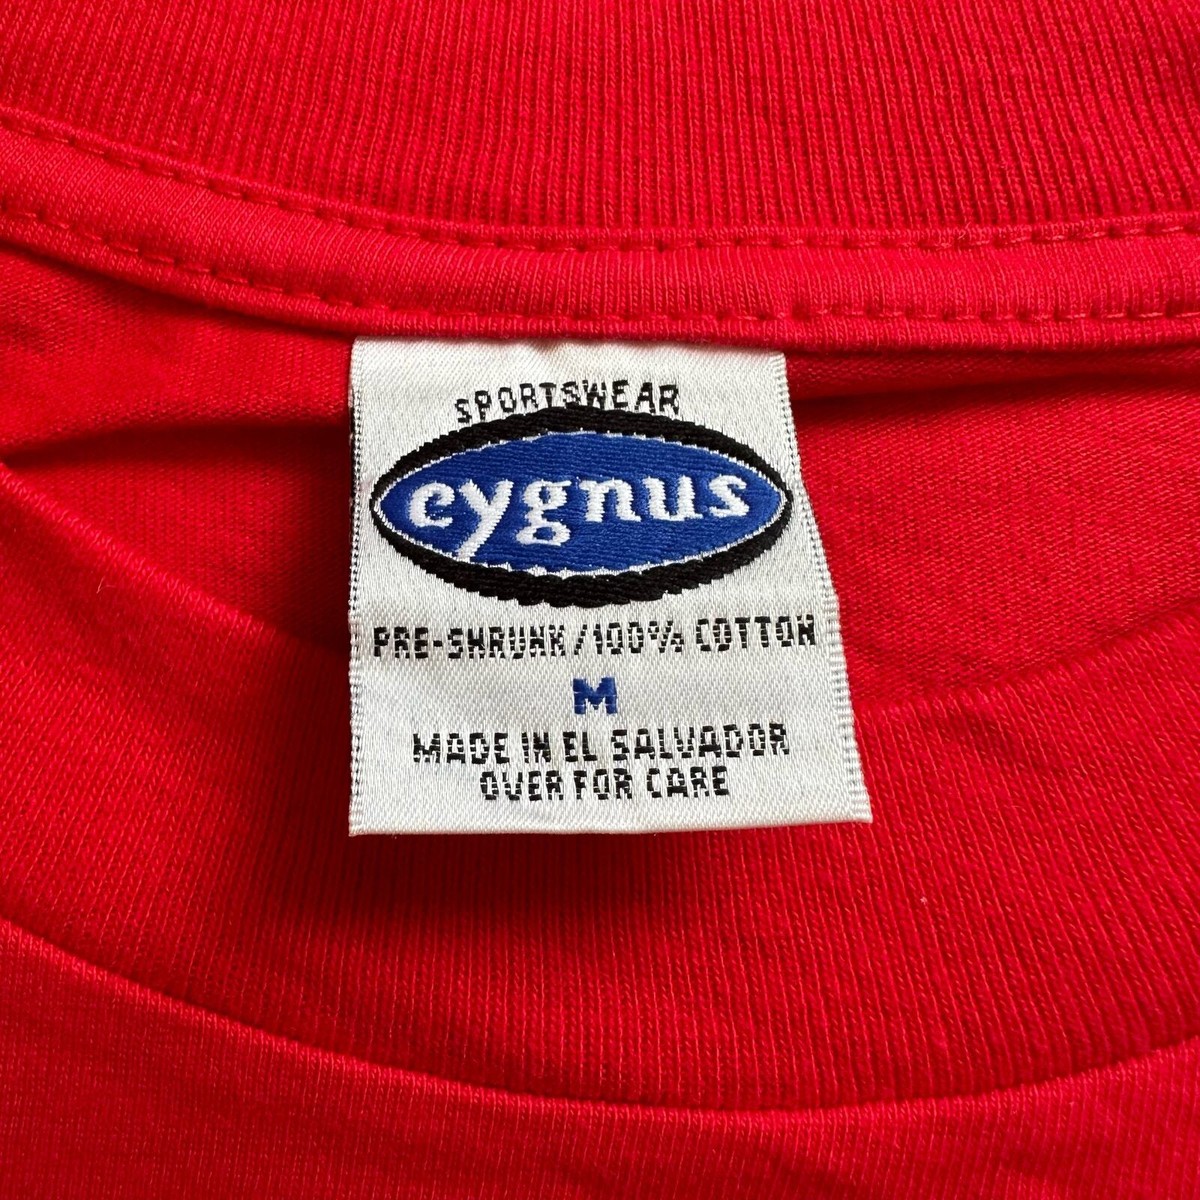 SPORTSWEAR
cygnus
PRE-SHRUNK/100% COTTON
M
MADE IN EL SALVADOR
OVER FOR CARE